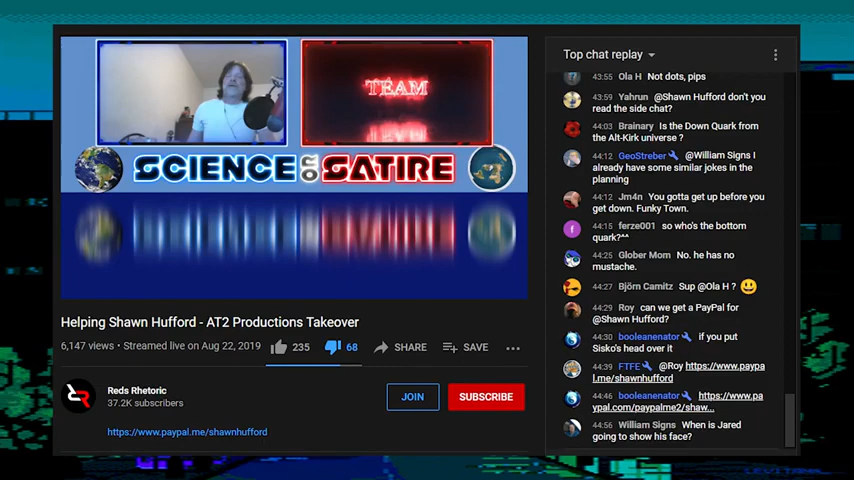 TEAM
SCIENCE OR SATIRE
Helping Shawn Hufford - AT2 Productions Takeover
6,147 views • Streamed live on Aug 22, 2019
235
68
SHARE
SAVE
Reds Rhetoric
37.2K subscribers
JOIN
SUBSCRIBE
https://www.paypal.me/shawnhufford
Top chat replay
43:55 Ola H Not dots, pips
43:59 Yahrun @Shawn Hufford don't you
read the side chat?
44:03 Brainary Is the Down Quark from
the Alt-Kirk universe ?
44:12 GeoStreber @William Signs I
already have some similar jokes in the
planning
44:12 Jm4n You gotta get up before you
get down. Funky Town.
44:15 ferze001 so who's the bottom
quark?^^
44:25 Glober Mom No. he has no
mustache.
44:27 Björn Camitz Sup @Ola H ? 😃
44:29 Roy can we get a PayPal for
@Shawn Hufford?
44:30 booleanenator if you put
Sisko's head over it
44:39 FTFE @Roy https://www.paypa
l.me/shawnhufford
44:46 booleanenator https://www.pa
ypal.com/paypalme2/shaw...
44:56 William Signs When is Jared
going to show his face?
f
LEVITAN